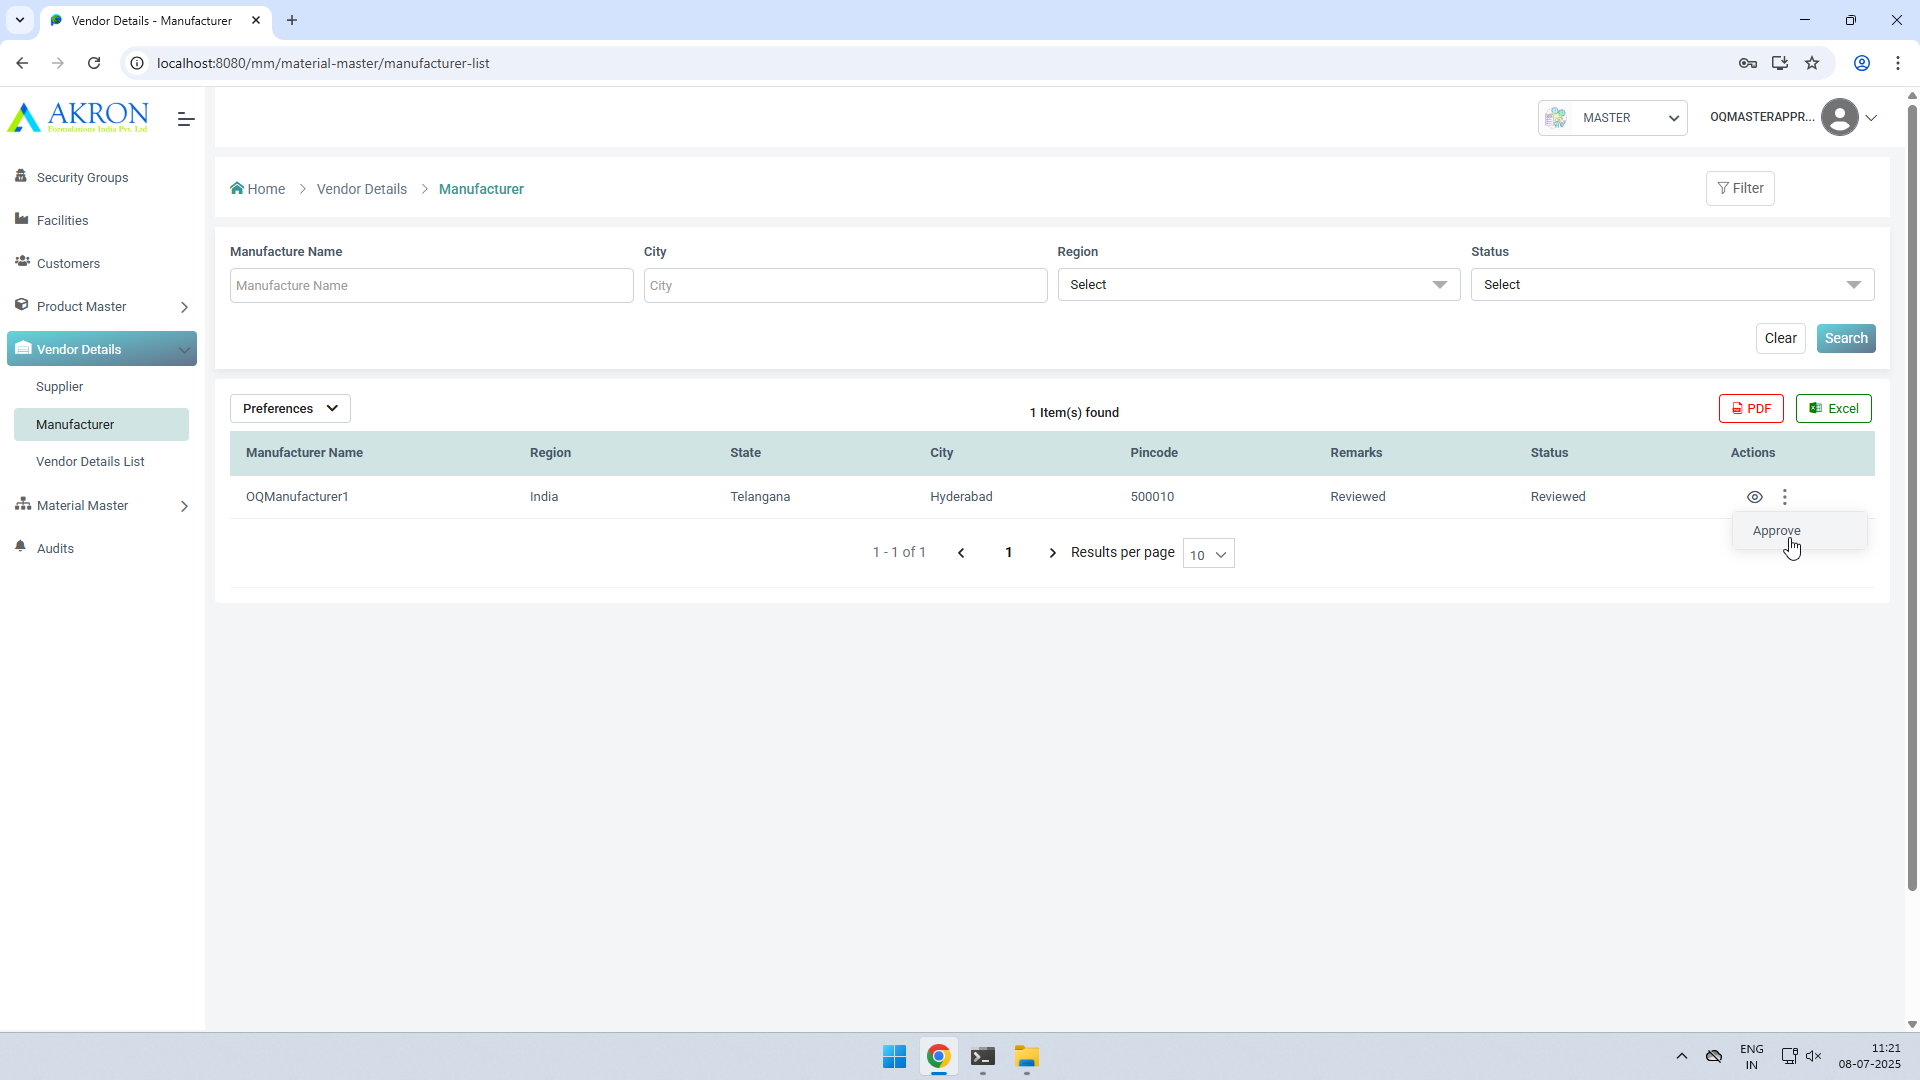 Vendor Details - Manufacturer
localhost:8080/mm/material-master/manufacturer-list
AKRON
Formulations India Pvt. Ltd
MASTER
OQMASTERAPPR...
Security Groups
Facilities
Customers
Product Master
Vendor Details
Supplier
Manufacturer
Vendor Details List
Material Master
Audits
Home > Vendor Details > Manufacturer
Filter
Manufacture Name City Region Status
Manufacture Name City Select Select
Clear Search
Preferences 1 Item(s) found PDF Excel
Manufacturer Name Region State City Pincode Remarks Status Actions
OQManufacturer1 India Telangana Hyderabad 500010 Reviewed Reviewed
Approve
1 - 1 of 1 1 Results per page 10
ENG
IN
11:21
08-07-2025